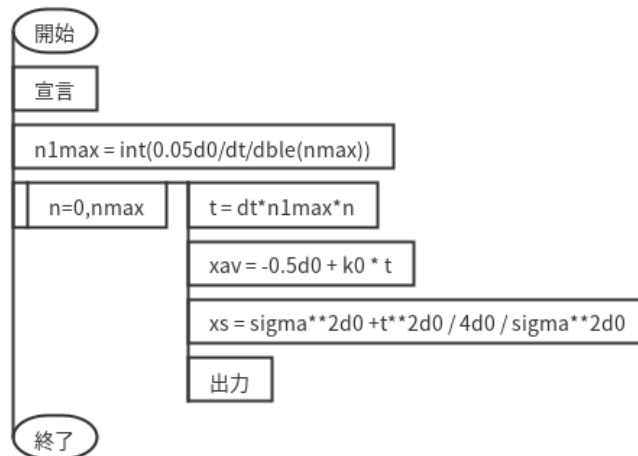 開始
宣言
n1max = int(0.05d0/dt/dble(nmax))
n=0,nmax
t = dt*n1max*n
xav = -0.5d0 + k0 * t
xs = sigma**2d0 +t**2d0 / 4d0 / sigma**2d0
出力
終了